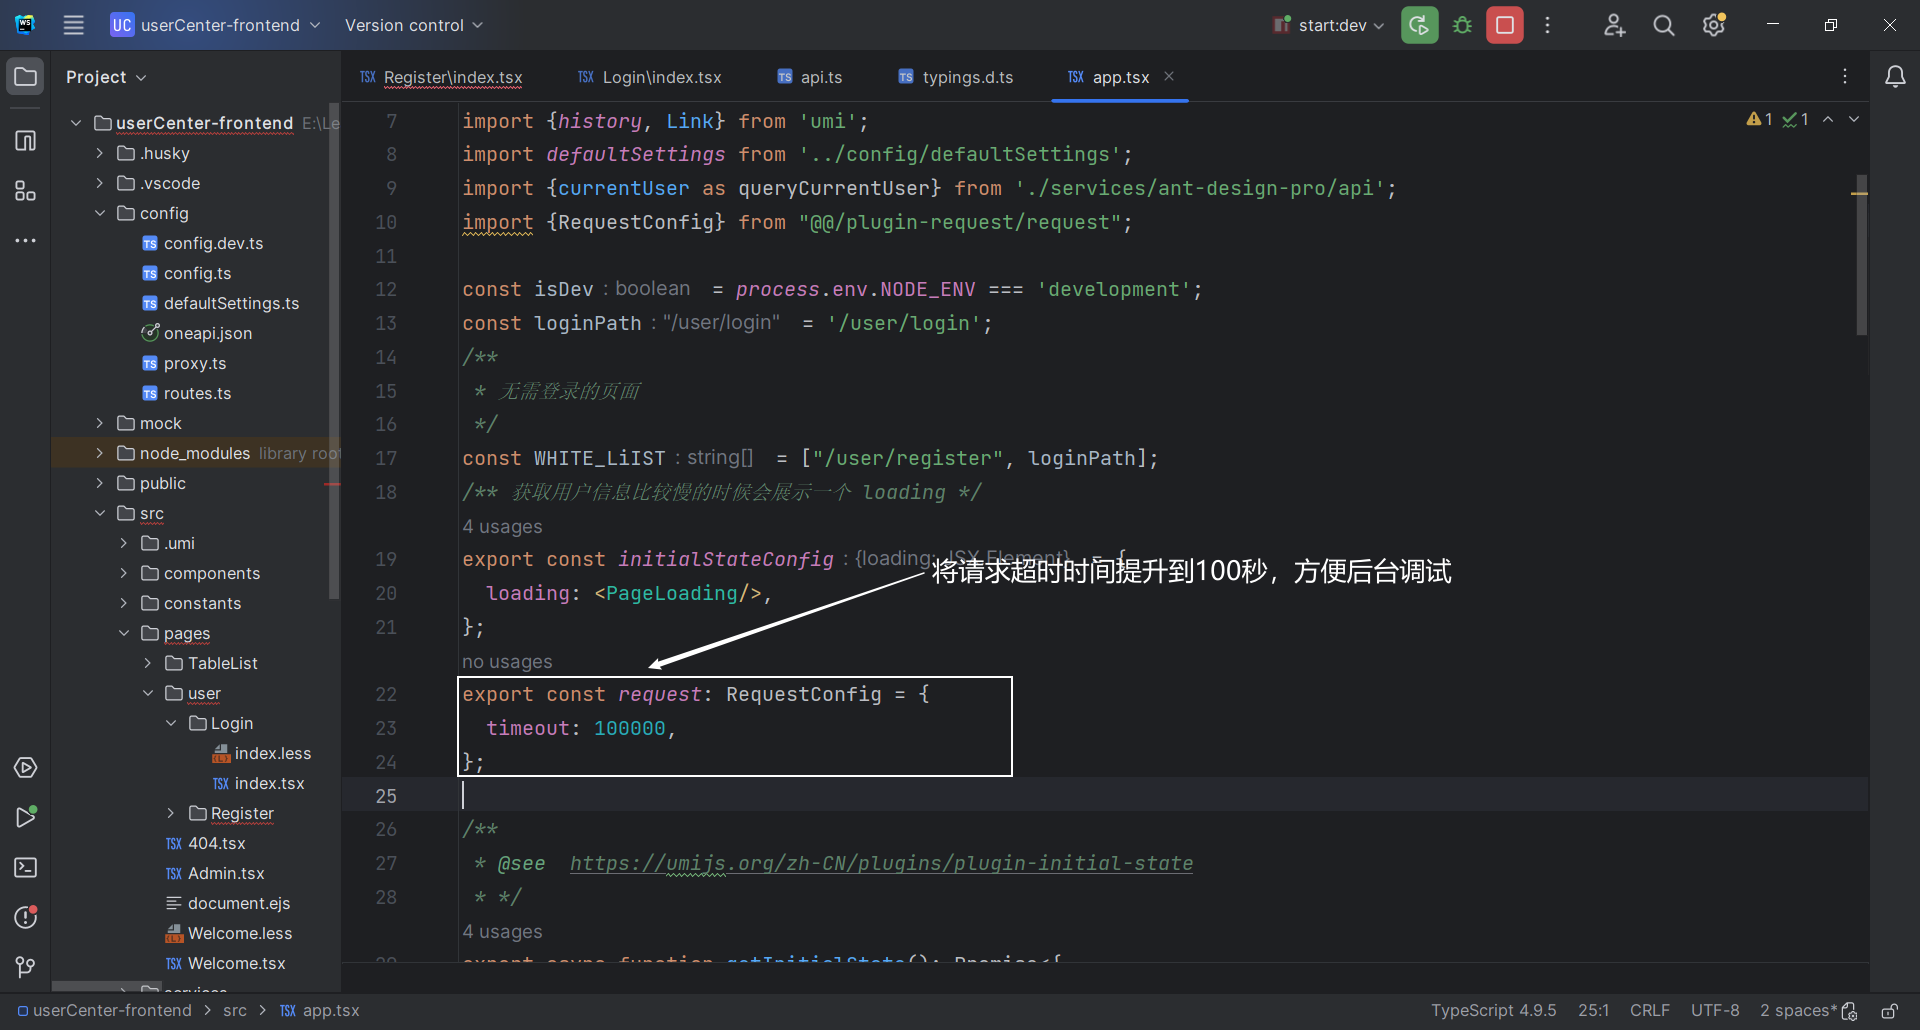 UC userCenter-frontend Version control start:dev
Project
Register\index.tsx Login\index.tsx api.ts typings.d.ts app.tsx
userCenter-frontend E:\Le
.husky
.vscode
config
config.dev.ts
config.ts
defaultSettings.ts
oneapi.json
proxy.ts
routes.ts
mock
node_modules library root
public
src
.umi
components
constants
pages
TableList
user
Login
index.less
index.tsx
Register
404.tsx
Admin.tsx
document.ejs
Welcome.less
Welcome.tsx
services
1 1
7 import {history, Link} from 'umi';
8 import defaultSettings from '../config/defaultSettings';
9 import {currentUser as queryCurrentUser} from './services/ant-design-pro/api';
10 import {RequestConfig} from "@@/plugin-request/request";
11
12 const isDev : boolean = process.env.NODE_ENV === 'development';
13 const loginPath : "/user/login" = '/user/login';
14 /**
15 * 无需登录的页面
16 */
17 const WHITE_LiIST : string[] = ["/user/register", loginPath];
18 /** 获取用户信息比较慢的时候会展示一个 loading */
4 usages
19 export const initialStateConfig : {loading: JSX.Element} = {
将请求超时时间提升到100秒，方便后台调试
20 loading: <PageLoading/>,
21 };
no usages
22 export const request: RequestConfig = {
23 timeout: 100000,
24 };
25
26 /**
27 * @see https://umijs.org/zh-CN/plugins/plugin-initial-state
28 * */
4 usages
29 export async function getInitialState(): Promise<{
userCenter-frontend > src > TSX app.tsx
TypeScript 4.9.5 25:1 CRLF UTF-8 2 spaces*